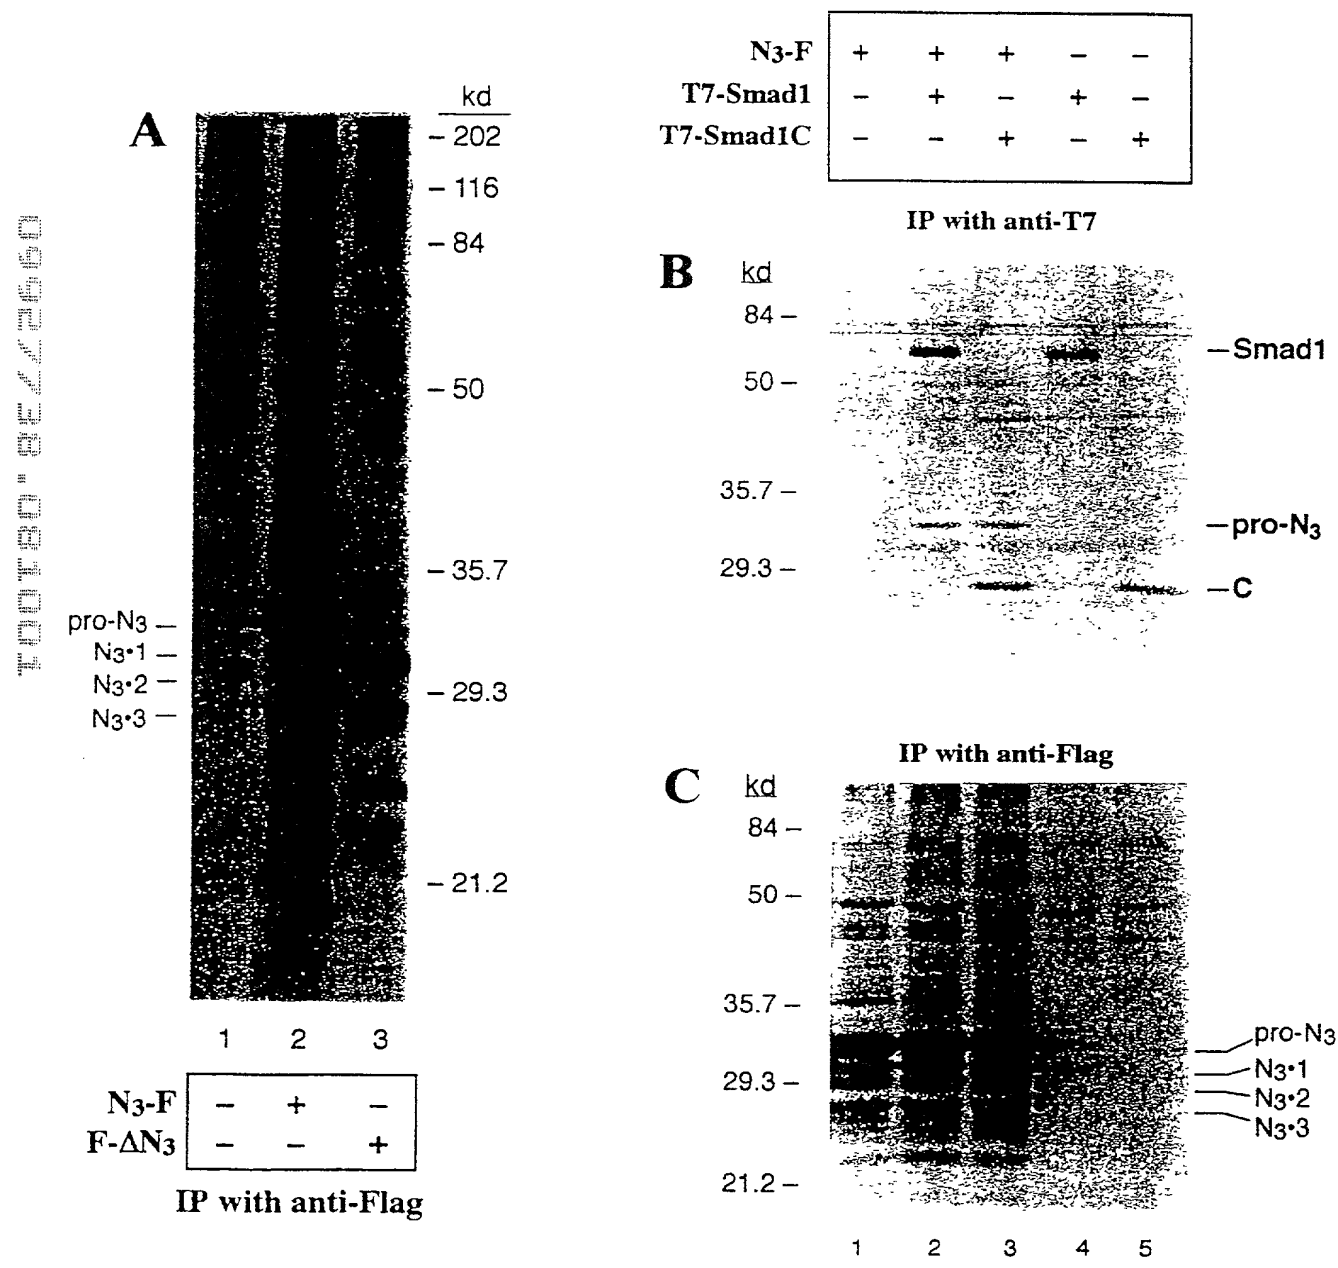 A
kd
202
116
84
50
35.7
29.3
21.2
pro-N3
N3•1
N3•2
N3•3
1 2 3
N3-F − + −
F-ΔN3 − − +
IP with anti-Flag
N3-F + + + − −
T7-Smad1 − + − + −
T7-Smad1C − − + − +
IP with anti-T7
B
kd
84
50
35.7
29.3
Smad1
pro-N3
C
IP with anti-Flag
C
kd
84
50
35.7
29.3
21.2
pro-N3
N3•1
N3•2
N3•3
1 2 3 4 5